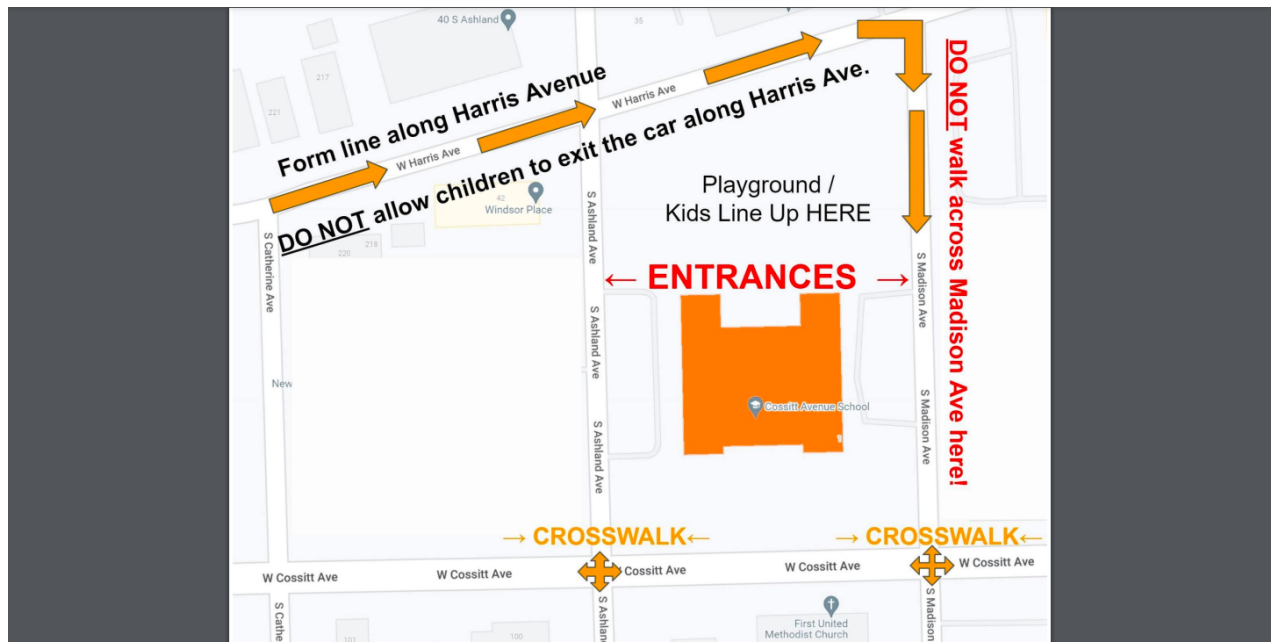 40 S Ashland
35
217
221
Form line along Harris Avenue
W Harris Ave
W Harris Ave
DO NOT allow children to exit the car along Harris Ave.
DO NOT walk across Madison Ave here!
42
Windsor Place
218
220
Playground /
Kids Line Up HERE
S Catherine Ave
S Ashland Ave
S Madison Ave
← ENTRANCES →
S Ashland Ave
S Madison Ave
New
Cossitt Avenue School
S Ashland Ave
→ CROSSWALK ←
→ CROSSWALK ←
W Cossitt Ave
W Cossitt Ave
Cossitt Ave
W Cossitt Ave
W Cossitt Ave
S Cathe
S Ashlan
S Madison
101
100
First United
Methodist Church